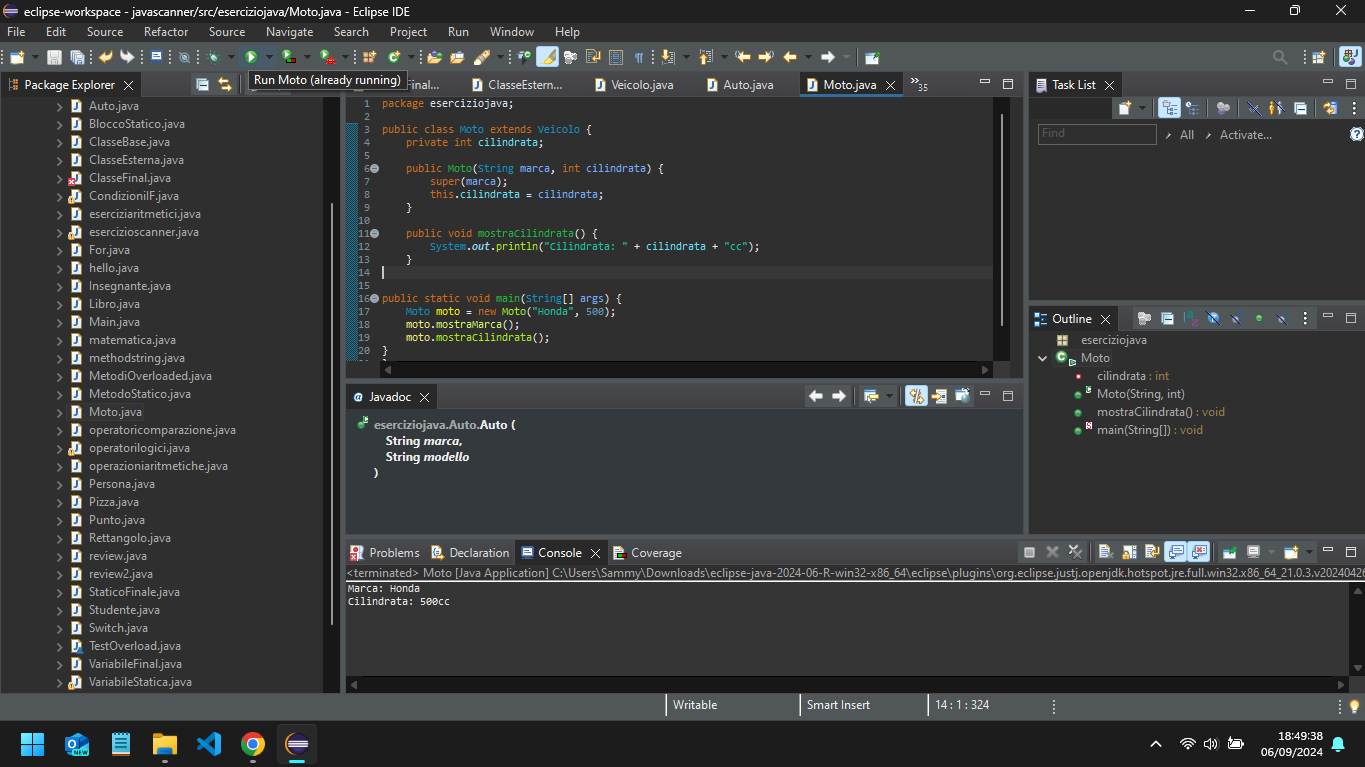 eclipse-workspace - javascanner/src/eserciziojava/Moto.java - Eclipse IDE
File Edit Source Refactor Source Navigate Search Project Run Window Help
Run Moto (already running)
Package Explorer
Auto.java
BloccoStatico.java
ClasseBase.java
ClasseEsterna.java
ClasseFinal.java
CondizioniIF.java
eserciziaritmetici.java
esercizioscanner.java
For.java
hello.java
Insegnante.java
Libro.java
Main.java
matematica.java
methodstring.java
MetodiOverloaded.java
MetodoStatico.java
Moto.java
operatoricomparazione.java
operatorilogici.java
operazioniaritmetiche.java
Persona.java
Pizza.java
Punto.java
Rettangolo.java
review.java
review2.java
StaticoFinale.java
Studente.java
Switch.java
TestOverload.java
VariabileFinal.java
VariabileStatica.java
Final... ClasseEstern... Veicolo.java Auto.java Moto.java »35
1 package eserciziojava;
2
3 public class Moto extends Veicolo {
4 private int cilindrata;
5
6 public Moto(String marca, int cilindrata) {
7 super(marca);
8 this.cilindrata = cilindrata;
9 }
10
11 public void mostraCilindrata() {
12 System.out.println("Cilindrata: " + cilindrata + "cc");
13 }
14
15
16 public static void main(String[] args) {
17 Moto moto = new Moto("Honda", 500);
18 moto.mostraMarca();
19 moto.mostraCilindrata();
20 }
Javadoc
eserciziojava.Auto.Auto (
String marca,
String modello
)
Problems Declaration Console Coverage
<terminated> Moto [Java Application] C:\Users\Sammy\Downloads\eclipse-java-2024-06-R-win32-x86_64\eclipse\plugins\org.eclipse.justj.openjdk.hotspot.jre.full.win32.x86_64_21.0.3.v20240426
Marca: Honda
Cilindrata: 500cc
Task List
Find All Activate...
Outline
eserciziojava
Moto
cilindrata : int
Moto(String, int)
mostraCilindrata() : void
main(String[]) : void
Writable Smart Insert 14 : 1 : 324
NEW
18:49:38
06/09/2024